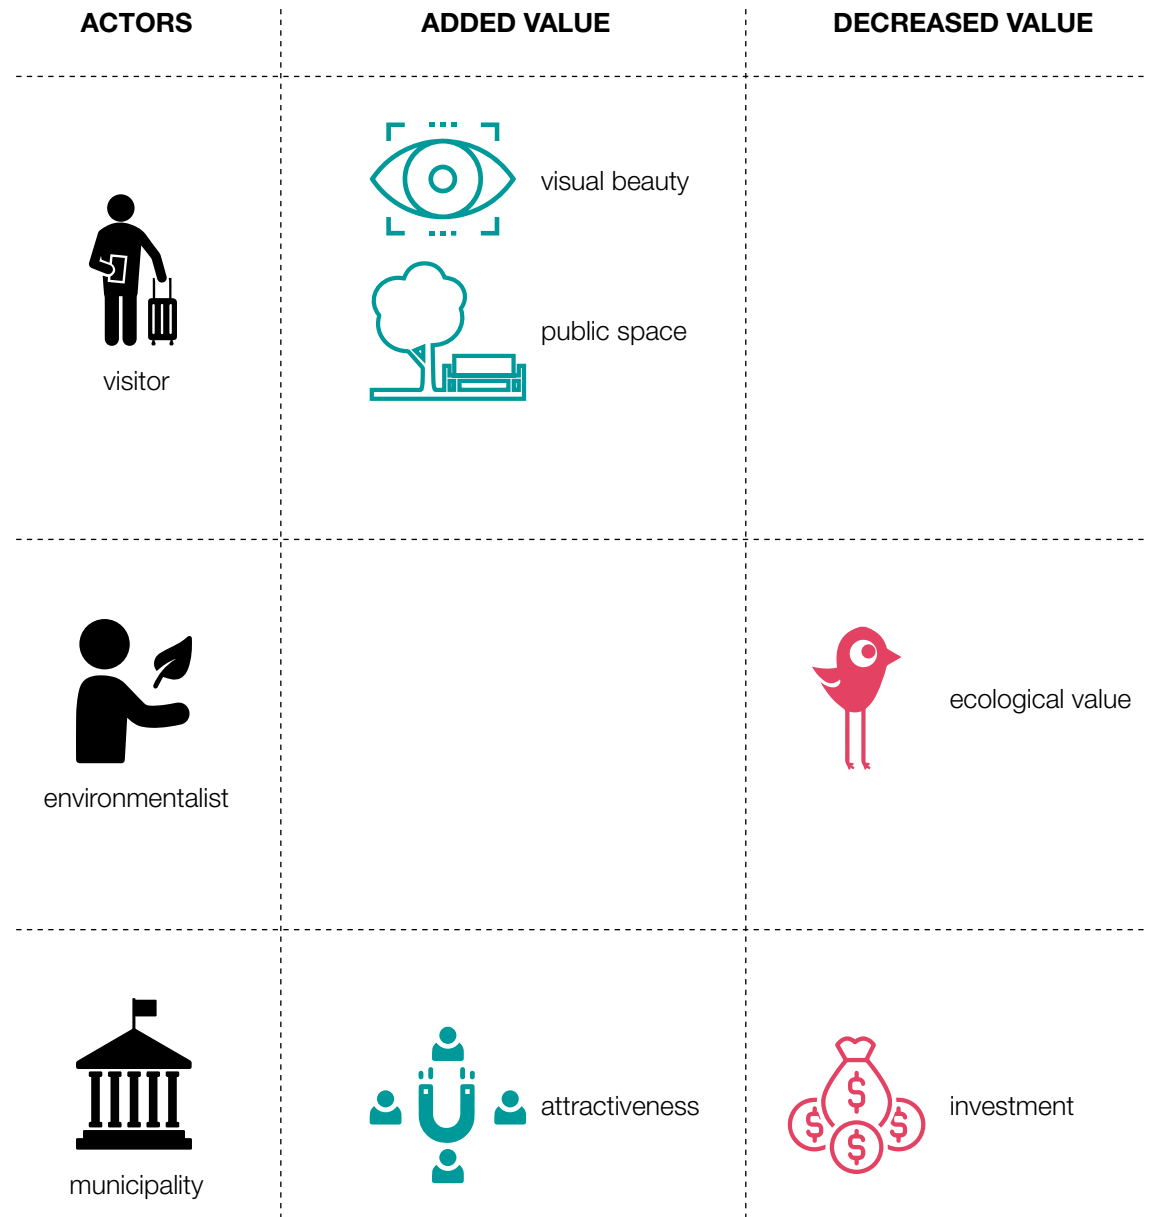 ACTORS
ADDED VALUE
DECREASED VALUE
visual beauty
public space
visitor
ecological value
environmentalist
attractiveness
investment
municipality